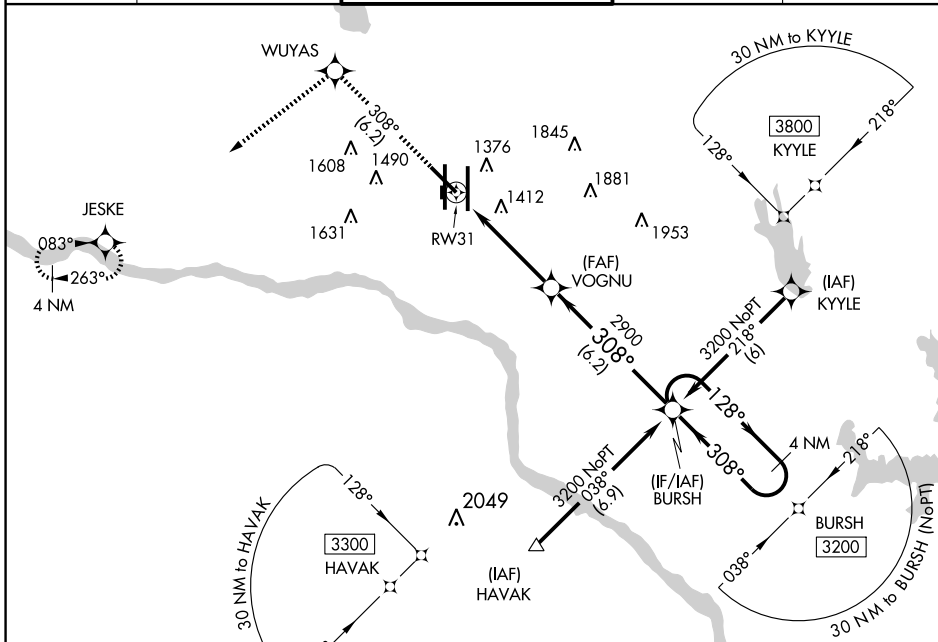 WUYAS
308°
(6.2)
1608
1490
1376
1845
1881
1412
1631
1953
RW31
30 NM to KYYLE
3800
KYYLE
128°
218°
JESKE
083°
263°
4 NM
(FAF)
VOGNU
(IAF)
KYYLE
2900
308°
(6.2)
3200 NoPT
218°
(6)
128°
308°
4 NM
(IF/IAF)
BURSH
3200 NoPT
038°
(6.9)
(IAF)
HAVAK
2049
30 NM to HAVAK
128°
3300
HAVAK
218°
038°
BURSH
3200
30 NM to BURSH (NoPT)